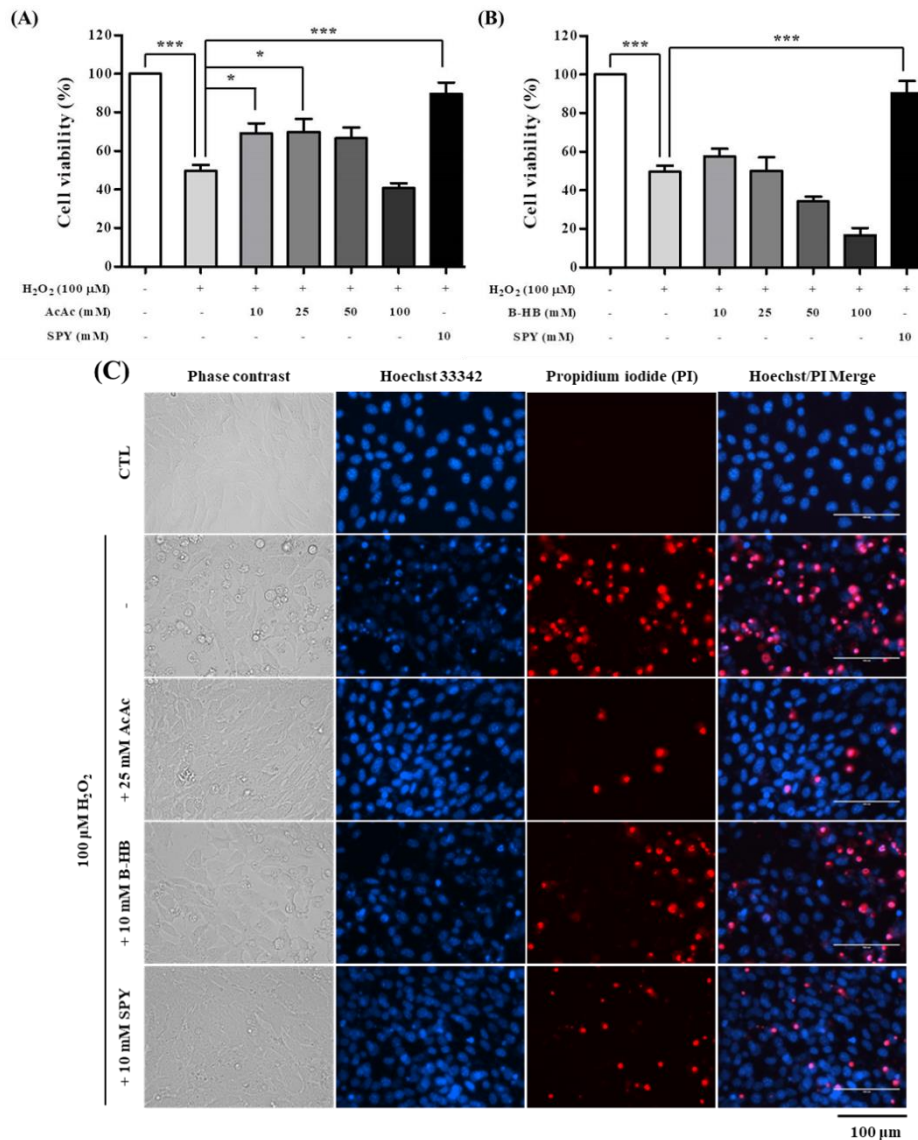 (A)
Cell viability (%)
120
100
80
60
40
20
0
***
***
*
*
H₂O₂ (100 μM) - + + + + + +
AcAc (mM) - - 10 25 50 100 -
SPY (mM) - - - - - - 10
(B)
Cell viability (%)
120
100
80
60
40
20
0
***
***
H₂O₂ (100 μM) - + + + + + +
B-HB (mM) - - 10 25 50 100 -
SPY (mM) - - - - - - 10
(C)
Phase contrast Hoechst 33342 Propidium iodide (PI) Hoechst/PI Merge
CTL
100 μM H₂O₂
-
+ 25 mM AcAc
+ 10 mM B-HB
+ 10 mM SPY
100 μm